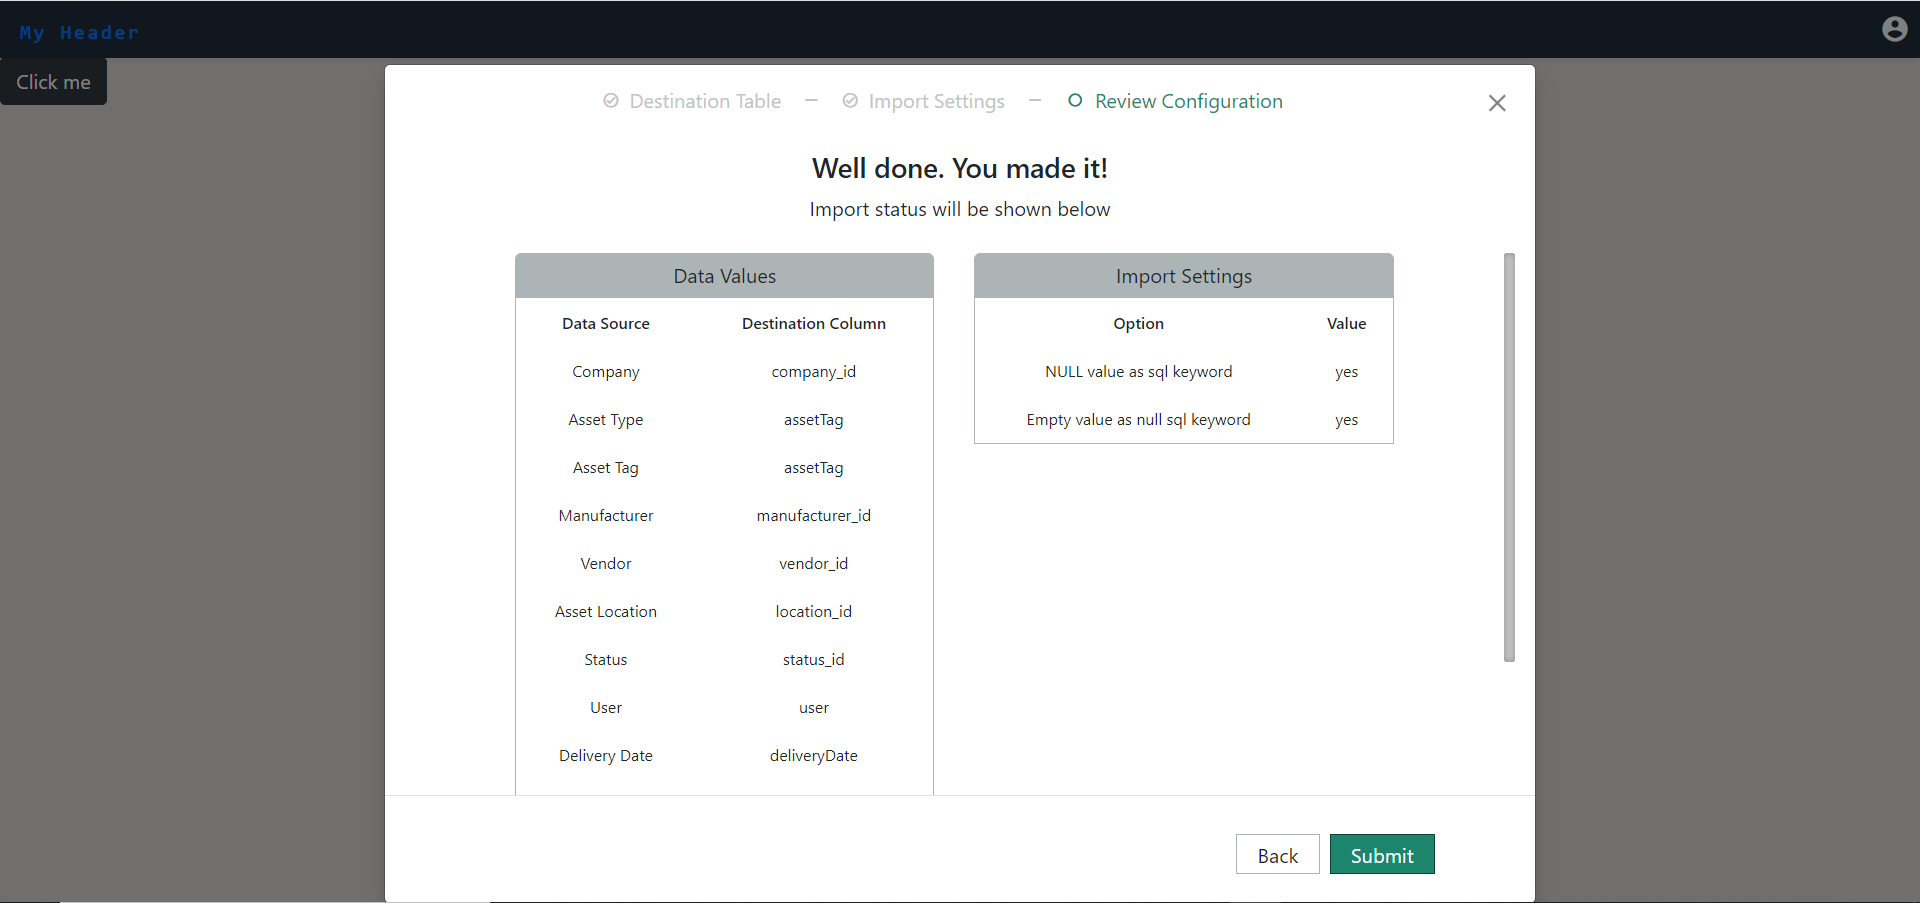 My Header
Click me
Destination Table – Import Settings – Review Configuration
Well done. You made it!
Import status will be shown below
Data Values
Data Source Destination Column
Company company_id
Asset Type assetTag
Asset Tag assetTag
Manufacturer manufacturer_id
Vendor vendor_id
Asset Location location_id
Status status_id
User user
Delivery Date deliveryDate
Import Settings
Option Value
NULL value as sql keyword yes
Empty value as null sql keyword yes
Back Submit